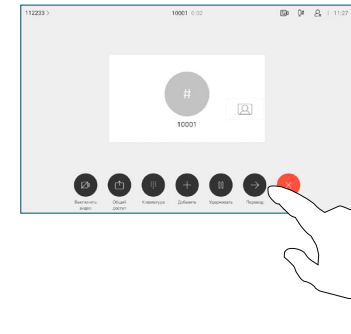 112233 >
10001 0:02
11:27
#
10001
Выключить видео
Общий доступ
Клавиатура
Добавить
Удерживать
Перевод